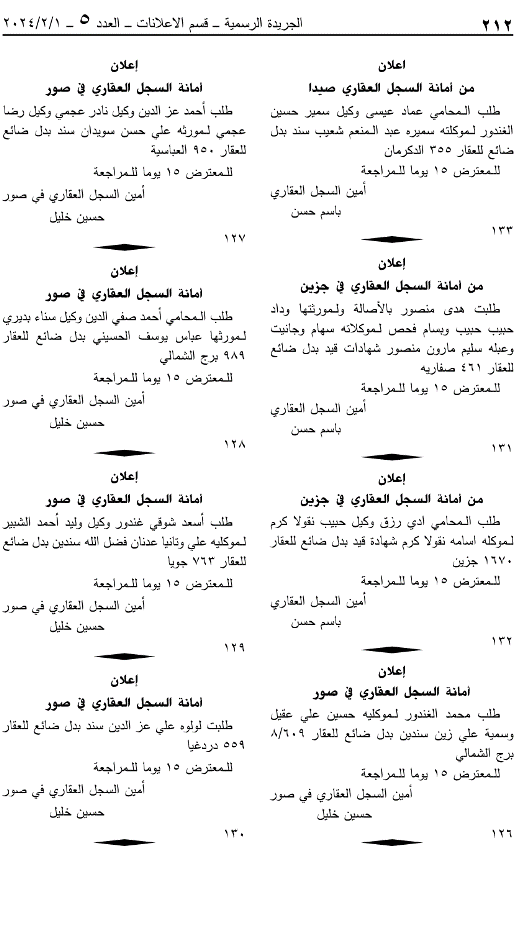 ٢١٢
الجريدة الرسمية ــ قسم الاعلانات ــ العدد ٥ ــ ٢٠٢٤/٢/١
اعلان
من أمانة السجل العقاري صيدا
طلب المحامي عماد عيسى وكيل سمير حسين
الغندور لموكلته سميره عبد المنعم شعيب سند بدل
ضائع للعقار ٣٥٥ الدكرمان
للمعترض ١٥ يوما للمراجعة
أمين السجل العقاري
باسم حسن
١٣٣
إعلان
من أمانة السجل العقاري في جزين
طلبت هدى منصور بالأصالة ولمورثتها وداد
حبيب حبيب وبسام فحص لموكلاته سهام وجانيت
وعبله سليم مارون منصور شهادات قيد بدل ضائع
للعقار ٤٦١ صفاريه
للمعترض ١٥ يوما للمراجعة
أمين السجل العقاري
باسم حسن
١٣١
إعلان
من أمانة السجل العقاري في جزين
طلب المحامي ادي رزق وكيل حبيب نقولا كرم
لموكله اسامه نقولا كرم شهادة قيد بدل ضائع للعقار
١٦٧٠ جزين
للمعترض ١٥ يوما للمراجعة
أمين السجل العقاري
باسم حسن
١٣٢
إعلان
أمانة السجل العقاري في صور
طلب محمد الغندور لموكليه حسين علي عقيل
وسمية علي زين سندين بدل ضائع للعقار ٨/٦٠٩
برج الشمالي
للمعترض ١٥ يوما للمراجعة
أمين السجل العقاري في صور
حسين خليل
١٢٦
إعلان
أمانة السجل العقاري في صور
طلب أحمد عز الدين وكيل نادر عجمي وكيل رضا
عجمي لمورثه علي حسن سويدان سند بدل ضائع
للعقار ٩٥٠ العباسية
للمعترض ١٥ يوما للمراجعة
أمين السجل العقاري في صور
حسين خليل
١٢٧
إعلان
أمانة السجل العقاري في صور
طلب المحامي أحمد صفي الدين وكيل سناء بديري
لمورثها عباس يوسف الحسيني بدل ضائع للعقار
٩٨٩ برج الشمالي
للمعترض ١٥ يوما للمراجعة
أمين السجل العقاري في صور
حسين خليل
١٢٨
إعلان
أمانة السجل العقاري في صور
طلب أسعد شوقي غندور وكيل وليد أحمد الشبير
لموكليه علي وتانيا عدنان فضل الله سندين بدل ضائع
للعقار ٧٦٣ جويا
للمعترض ١٥ يوما للمراجعة
أمين السجل العقاري في صور
حسين خليل
١٢٩
إعلان
أمانة السجل العقاري في صور
طلبت لولوه علي عز الدين سند بدل ضائع للعقار
٥٥٩ دردغيا
للمعترض ١٥ يوما للمراجعة
أمين السجل العقاري في صور
حسين خليل
١٣٠